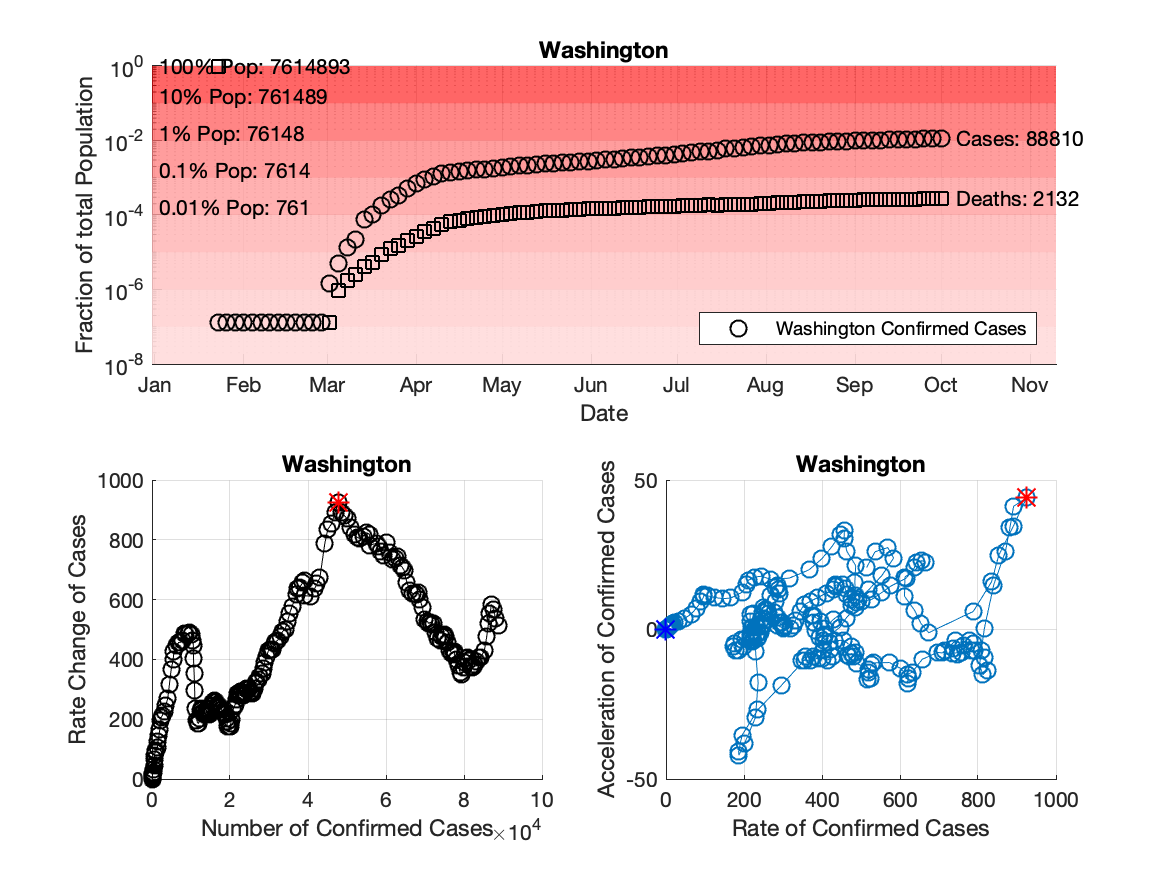 Washington
10^0
10^-2
10^-4
10^-6
10^-8
Fraction of total Population
100% Pop: 7614893
10% Pop: 761489
1% Pop: 76148
0.1% Pop: 7614
0.01% Pop: 761
Cases: 88810
Deaths: 2132
Washington Confirmed Cases
Jan Feb Mar Apr May Jun Jul Aug Sep Oct Nov
Date
Washington
1000
800
600
400
200
0
Rate Change of Cases
0 2 4 6 8 10
Number of Confirmed Cases ×10^4
Washington
50
0
-50
Acceleration of Confirmed Cases
0 200 400 600 800 1000
Rate of Confirmed Cases